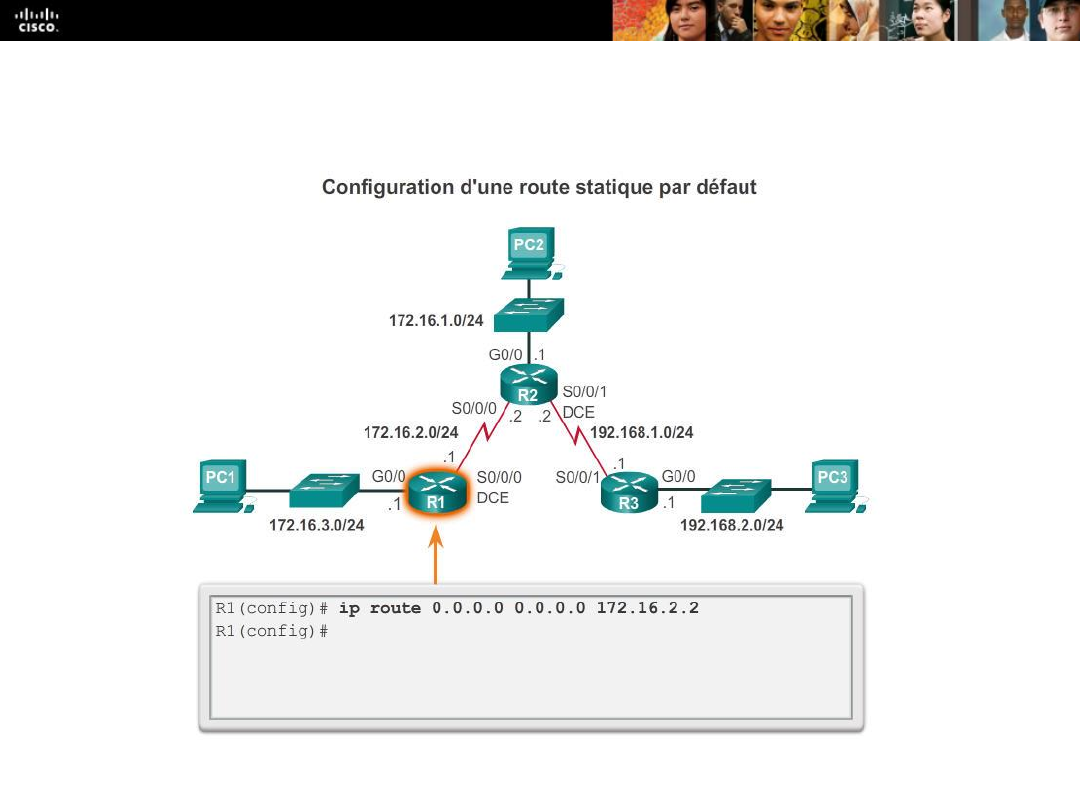 CISCO.
Configuration d'une route statique par défaut
PC2
172.16.1.0/24
G0/0 .1
R2
S0/0/1
DCE
S0/0/0
.2 .2
172.16.2.0/24
192.168.1.0/24
.1
.1
PC1
G0/0
S0/0/0
DCE
S0/0/1
G0/0
PC3
R1
R3
.1
.1
172.16.3.0/24
192.168.2.0/24
R1(config)# ip route 0.0.0.0 0.0.0.0 172.16.2.2
R1(config)#